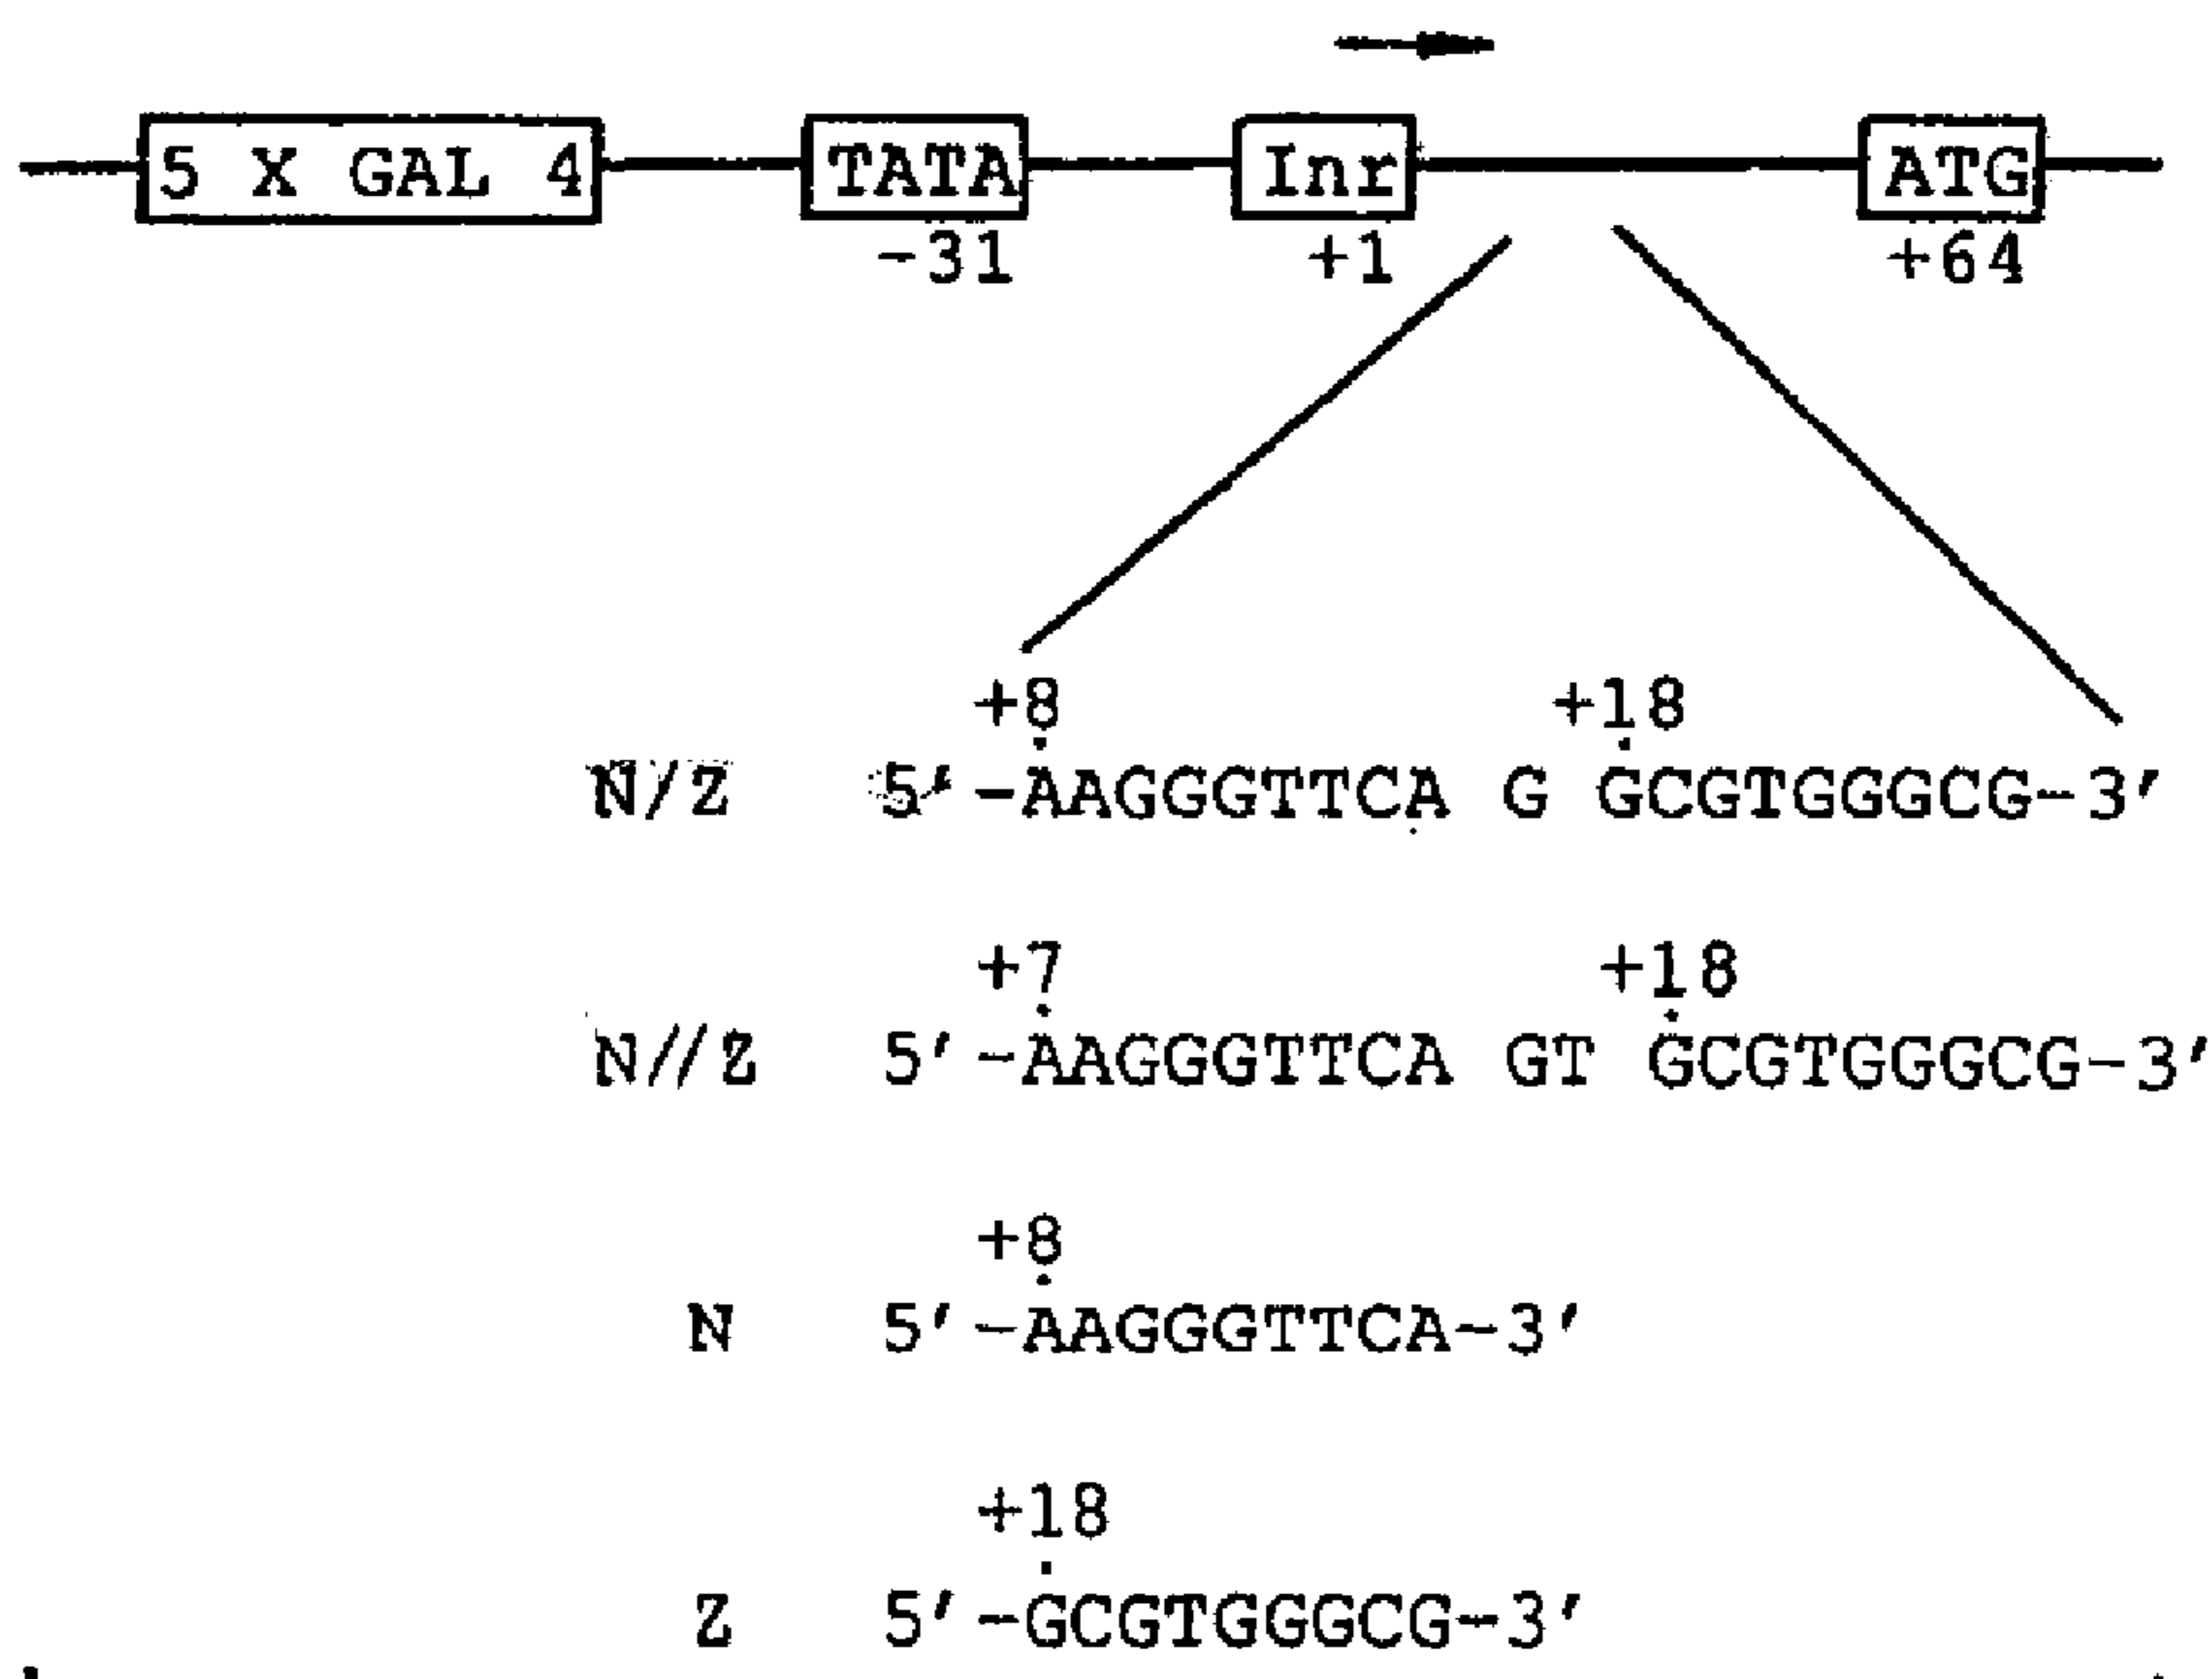 5 X GAL 4 TATA Inr ATG
-31 +1 +64
+8 +18
N/Z 5'-AAGGGTTCA G GCGTGGGCG-3'
+7 +18
N//Z 5'-AAGGGTTCA GT GCGTGGGCG-3'
+8
N 5'-AAGGGTTCA-3'
+18
Z 5'-GCGTGGGCG-3'